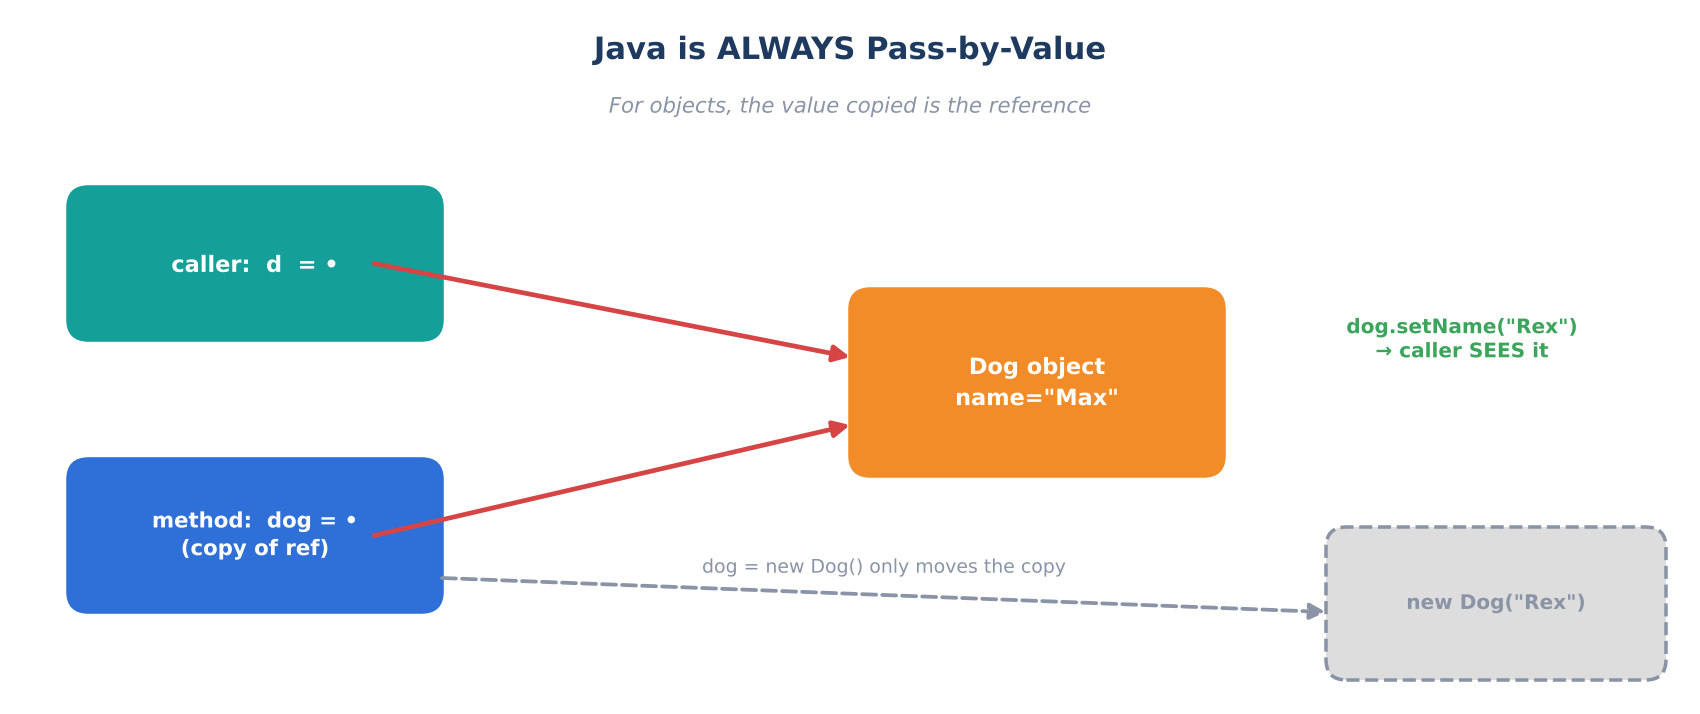 Java is ALWAYS Pass-by-Value
For objects, the value copied is the reference
caller:  d  = •
Dog object
name="Max"
dog.setName("Rex")
→ caller SEES it
method:  dog = •
(copy of ref)
dog = new Dog() only moves the copy
new Dog("Rex")